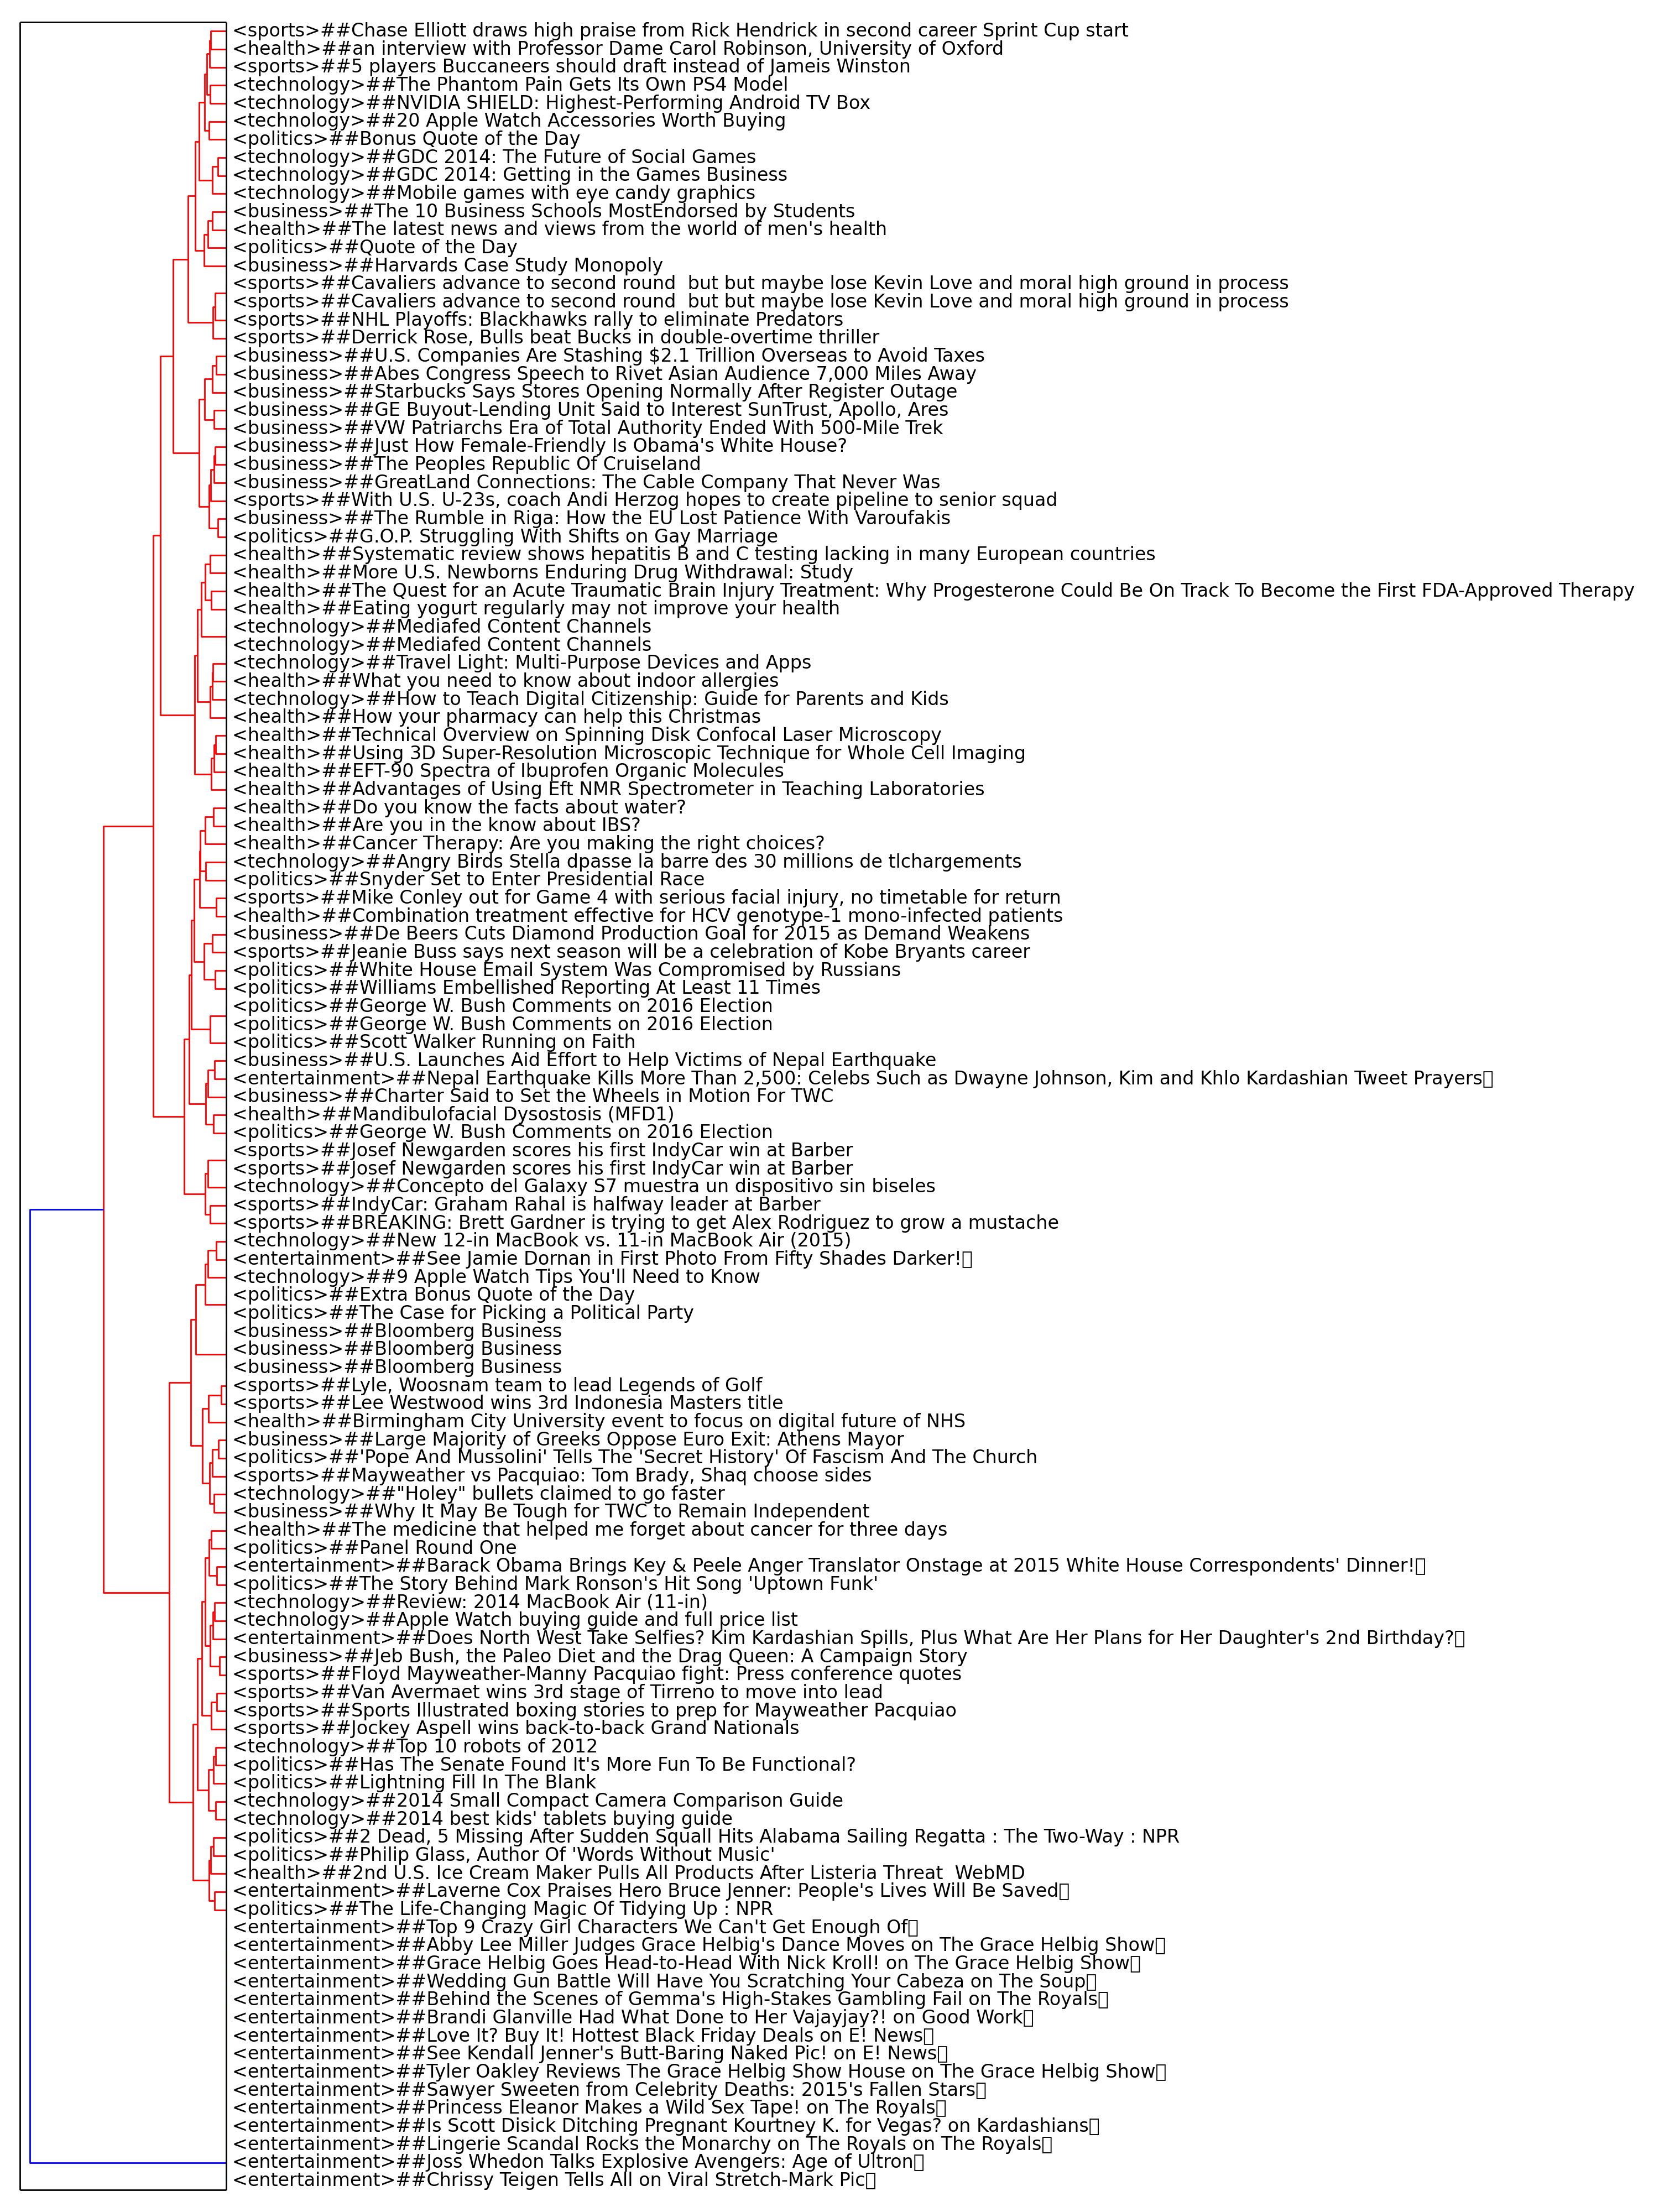 <sports>##Chase Elliott draws high praise from Rick Hendrick in second career Sprint Cup start
<health>##an interview with Professor Dame Carol Robinson, University of Oxford
<sports>##5 players Buccaneers should draft instead of Jameis Winston
<technology>##The Phantom Pain Gets Its Own PS4 Model
<technology>##NVIDIA SHIELD: Highest-Performing Android TV Box
<technology>##20 Apple Watch Accessories Worth Buying
<politics>##Bonus Quote of the Day
<technology>##GDC 2014: The Future of Social Games
<technology>##GDC 2014: Getting in the Games Business
<technology>##Mobile games with eye candy graphics
<business>##The 10 Business Schools MostEndorsed by Students
<health>##The latest news and views from the world of men's health
<politics>##Quote of the Day
<business>##Harvards Case Study Monopoly
<sports>##Cavaliers advance to second round  but but maybe lose Kevin Love and moral high ground in process
<sports>##Cavaliers advance to second round  but but maybe lose Kevin Love and moral high ground in process
<sports>##NHL Playoffs: Blackhawks rally to eliminate Predators
<sports>##Derrick Rose, Bulls beat Bucks in double-overtime thriller
<business>##U.S. Companies Are Stashing $2.1 Trillion Overseas to Avoid Taxes
<business>##Abes Congress Speech to Rivet Asian Audience 7,000 Miles Away
<business>##Starbucks Says Stores Opening Normally After Register Outage
<business>##GE Buyout-Lending Unit Said to Interest SunTrust, Apollo, Ares
<business>##VW Patriarchs Era of Total Authority Ended With 500-Mile Trek
<business>##Just How Female-Friendly Is Obama's White House?
<business>##The Peoples Republic Of Cruiseland
<business>##GreatLand Connections: The Cable Company That Never Was
<sports>##With U.S. U-23s, coach Andi Herzog hopes to create pipeline to senior squad
<business>##The Rumble in Riga: How the EU Lost Patience With Varoufakis
<politics>##G.O.P. Struggling With Shifts on Gay Marriage
<health>##Systematic review shows hepatitis B and C testing lacking in many European countries
<health>##More U.S. Newborns Enduring Drug Withdrawal: Study
<health>##The Quest for an Acute Traumatic Brain Injury Treatment: Why Progesterone Could Be On Track To Become the First FDA-Approved Therapy
<health>##Eating yogurt regularly may not improve your health
<technology>##Mediafed Content Channels
<technology>##Mediafed Content Channels
<technology>##Travel Light: Multi-Purpose Devices and Apps
<health>##What you need to know about indoor allergies
<technology>##How to Teach Digital Citizenship: Guide for Parents and Kids
<health>##How your pharmacy can help this Christmas
<health>##Technical Overview on Spinning Disk Confocal Laser Microscopy
<health>##Using 3D Super-Resolution Microscopic Technique for Whole Cell Imaging
<health>##EFT-90 Spectra of Ibuprofen Organic Molecules
<health>##Advantages of Using Eft NMR Spectrometer in Teaching Laboratories
<health>##Do you know the facts about water?
<health>##Are you in the know about IBS?
<health>##Cancer Therapy: Are you making the right choices?
<technology>##Angry Birds Stella dpasse la barre des 30 millions de tlchargements
<politics>##Snyder Set to Enter Presidential Race
<sports>##Mike Conley out for Game 4 with serious facial injury, no timetable for return
<health>##Combination treatment effective for HCV genotype-1 mono-infected patients
<business>##De Beers Cuts Diamond Production Goal for 2015 as Demand Weakens
<sports>##Jeanie Buss says next season will be a celebration of Kobe Bryants career
<politics>##White House Email System Was Compromised by Russians
<politics>##Williams Embellished Reporting At Least 11 Times
<politics>##George W. Bush Comments on 2016 Election
<politics>##George W. Bush Comments on 2016 Election
<politics>##Scott Walker Running on Faith
<business>##U.S. Launches Aid Effort to Help Victims of Nepal Earthquake
<entertainment>##Nepal Earthquake Kills More Than 2,500: Celebs Such as Dwayne Johnson, Kim and Khlo Kardashian Tweet Prayers▯
<business>##Charter Said to Set the Wheels in Motion For TWC
<health>##Mandibulofacial Dysostosis (MFD1)
<politics>##George W. Bush Comments on 2016 Election
<sports>##Josef Newgarden scores his first IndyCar win at Barber
<sports>##Josef Newgarden scores his first IndyCar win at Barber
<technology>##Concepto del Galaxy S7 muestra un dispositivo sin biseles
<sports>##IndyCar: Graham Rahal is halfway leader at Barber
<sports>##BREAKING: Brett Gardner is trying to get Alex Rodriguez to grow a mustache
<technology>##New 12-in MacBook vs. 11-in MacBook Air (2015)
<entertainment>##See Jamie Dornan in First Photo From Fifty Shades Darker!▯
<technology>##9 Apple Watch Tips You'll Need to Know
<politics>##Extra Bonus Quote of the Day
<politics>##The Case for Picking a Political Party
<business>##Bloomberg Business
<business>##Bloomberg Business
<business>##Bloomberg Business
<sports>##Lyle, Woosnam team to lead Legends of Golf
<sports>##Lee Westwood wins 3rd Indonesia Masters title
<health>##Birmingham City University event to focus on digital future of NHS
<business>##Large Majority of Greeks Oppose Euro Exit: Athens Mayor
<politics>##'Pope And Mussolini' Tells The 'Secret History' Of Fascism And The Church
<sports>##Mayweather vs Pacquiao: Tom Brady, Shaq choose sides
<technology>##"Holey" bullets claimed to go faster
<business>##Why It May Be Tough for TWC to Remain Independent
<health>##The medicine that helped me forget about cancer for three days
<politics>##Panel Round One
<entertainment>##Barack Obama Brings Key & Peele Anger Translator Onstage at 2015 White House Correspondents' Dinner!▯
<politics>##The Story Behind Mark Ronson's Hit Song 'Uptown Funk'
<technology>##Review: 2014 MacBook Air (11-in)
<technology>##Apple Watch buying guide and full price list
<entertainment>##Does North West Take Selfies? Kim Kardashian Spills, Plus What Are Her Plans for Her Daughter's 2nd Birthday?▯
<business>##Jeb Bush, the Paleo Diet and the Drag Queen: A Campaign Story
<sports>##Floyd Mayweather-Manny Pacquiao fight: Press conference quotes
<sports>##Van Avermaet wins 3rd stage of Tirreno to move into lead
<sports>##Sports Illustrated boxing stories to prep for Mayweather Pacquiao
<sports>##Jockey Aspell wins back-to-back Grand Nationals
<technology>##Top 10 robots of 2012
<politics>##Has The Senate Found It's More Fun To Be Functional?
<politics>##Lightning Fill In The Blank
<technology>##2014 Small Compact Camera Comparison Guide
<technology>##2014 best kids' tablets buying guide
<politics>##2 Dead, 5 Missing After Sudden Squall Hits Alabama Sailing Regatta : The Two-Way : NPR
<politics>##Philip Glass, Author Of 'Words Without Music'
<health>##2nd U.S. Ice Cream Maker Pulls All Products After Listeria Threat  WebMD
<entertainment>##Laverne Cox Praises Hero Bruce Jenner: People's Lives Will Be Saved▯
<politics>##The Life-Changing Magic Of Tidying Up : NPR
<entertainment>##Top 9 Crazy Girl Characters We Can't Get Enough Of▯
<entertainment>##Abby Lee Miller Judges Grace Helbig's Dance Moves on The Grace Helbig Show▯
<entertainment>##Grace Helbig Goes Head-to-Head With Nick Kroll! on The Grace Helbig Show▯
<entertainment>##Wedding Gun Battle Will Have You Scratching Your Cabeza on The Soup▯
<entertainment>##Behind the Scenes of Gemma's High-Stakes Gambling Fail on The Royals▯
<entertainment>##Brandi Glanville Had What Done to Her Vajayjay?! on Good Work▯
<entertainment>##Love It? Buy It! Hottest Black Friday Deals on E! News▯
<entertainment>##See Kendall Jenner's Butt-Baring Naked Pic! on E! News▯
<entertainment>##Tyler Oakley Reviews The Grace Helbig Show House on The Grace Helbig Show▯
<entertainment>##Sawyer Sweeten from Celebrity Deaths: 2015's Fallen Stars▯
<entertainment>##Princess Eleanor Makes a Wild Sex Tape! on The Royals▯
<entertainment>##Is Scott Disick Ditching Pregnant Kourtney K. for Vegas? on Kardashians▯
<entertainment>##Lingerie Scandal Rocks the Monarchy on The Royals on The Royals▯
<entertainment>##Joss Whedon Talks Explosive Avengers: Age of Ultron▯
<entertainment>##Chrissy Teigen Tells All on Viral Stretch-Mark Pic▯